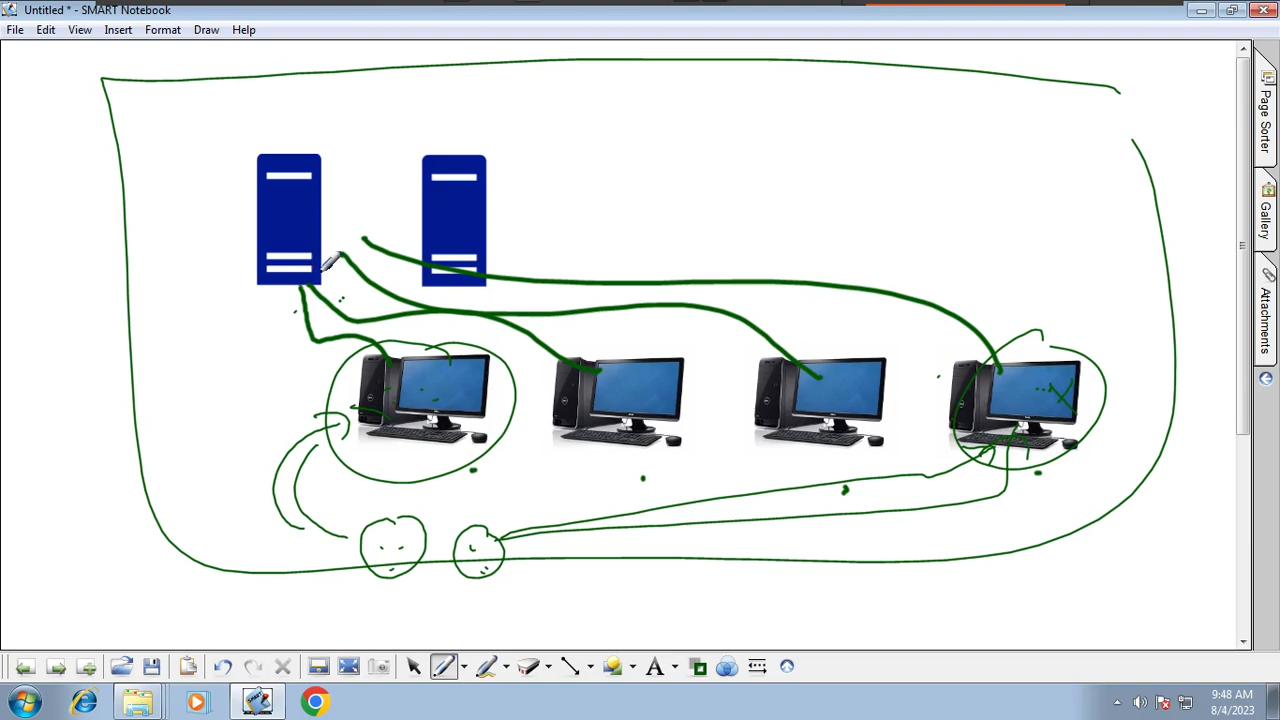 Untitled * - SMART Notebook
File Edit View Insert Format Draw Help
Page Sorter
Gallery
Attachments
A
9:48 AM
8/4/2023